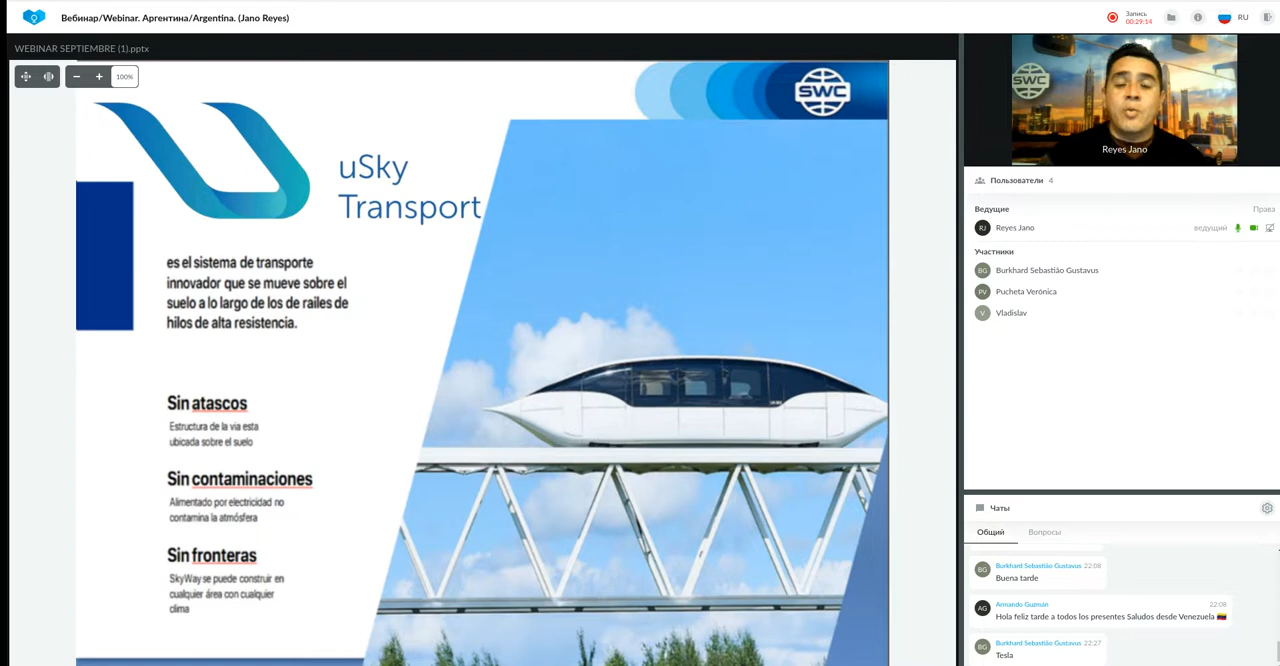 Вебинар/Webinar. Аргентина/Argentina. (Jano Reyes)
Запись
00:29:14
RU
WEBINAR SEPTIEMBRE (1).pptx
100%
SWC
uSky
Transport
es el sistema de transporte
innovador que se mueve sobre el
suelo a lo largo de los de railes de
hilos de alta resistencia.
Sin atascos
Estructura de la via esta
ubicada sobre el suelo
Sin contaminaciones
Alimentado por electricidad no
contamina la atmósfera
Sin fronteras
SkyWay se puede construir en
cualquier área con cualquier
clima
SWC
Reyes Jano
Пользователи 4
Ведущие
Права
RJ Reyes Jano ведущий
Участники
BG Burkhard Sebastião Gustavus
PV Pucheta Verónica
V Vladislav
Чаты
Общий Вопросы
BG Burkhard Sebastião Gustavus 22:08
Buena tarde
AG Armando Guzmán 22:08
Hola feliz tarde a todos los presentes Saludos desde Venezuela 🇻🇪
BG Burkhard Sebastião Gustavus 22:27
Tesla